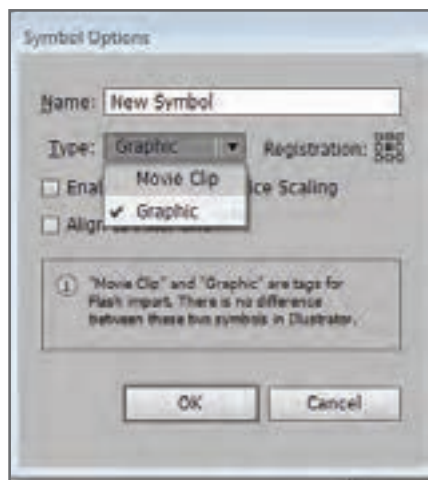 Symbol Options
Name: New Symbol
Type: Graphic
Registration:
Movie Clip
Graphic
Ena
ice Scaling
Align
"Movie Clip" and "Graphic" are tags for
Flash import. There is no difference
between these two symbols in Illustrator.
OK
Cancel